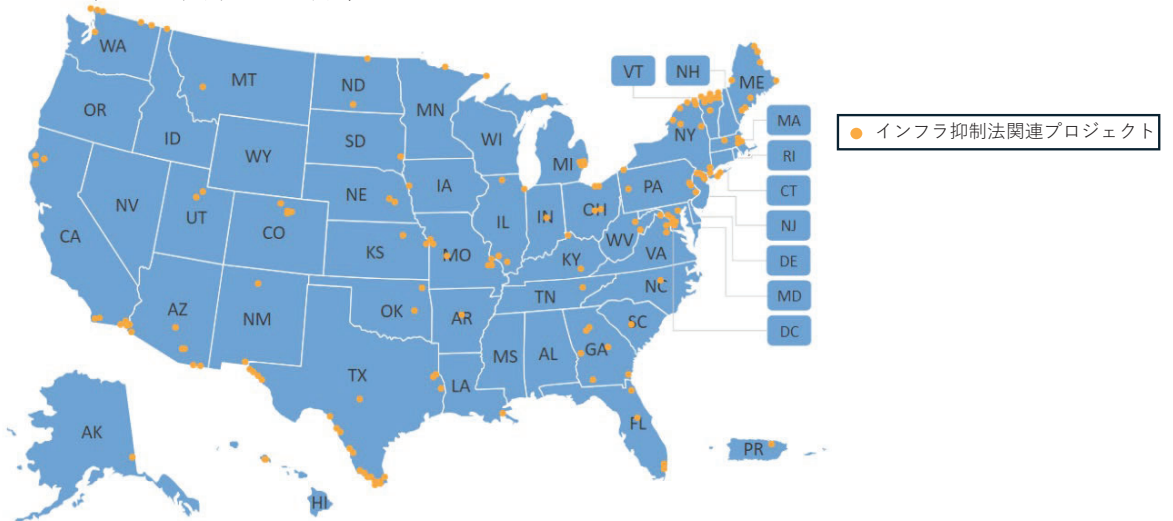 WA
MT
ND
MN
VT
NH
ME
OR
ID
WY
SD
WI
MI
NY
MA
インフラ抑制法関連プロジェクト
RI
CT
NJ
DE
MD
DC
NV
UT
CO
NE
IA
IL
IN
OH
PA
WV
VA
CA
KS
MO
KY
NC
AZ
NM
OK
AR
TN
SC
TX
LA
MS
AL
GA
FL
AK
HI
PR